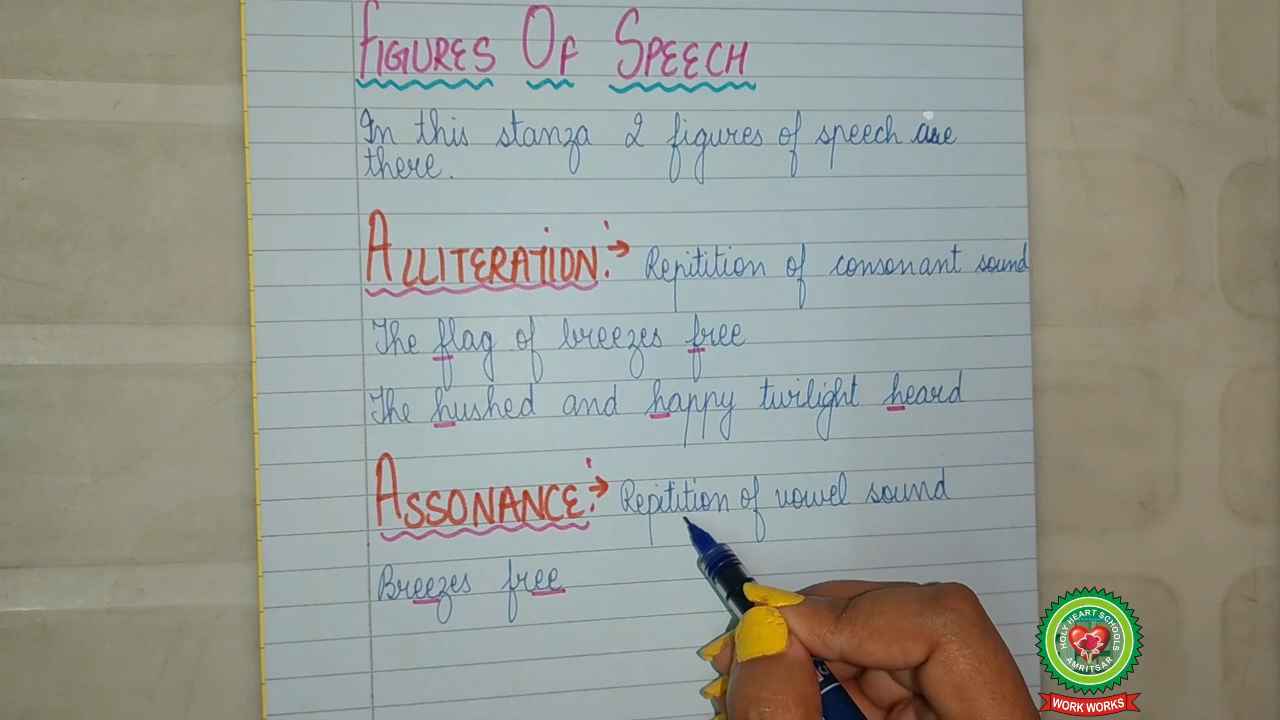 FIGURES OF SPEECH
In this stanza 2 figures of speech are
there.
ALLITERATION:→ Repitition of consonant sound
The flag of breezes free
The hushed and happy twilight heard
ASSONANCE:→ Repitition of vowel sound
Breezes free
HOLY HEART SCHOOLS
AMRITSAR
WORK WORKS